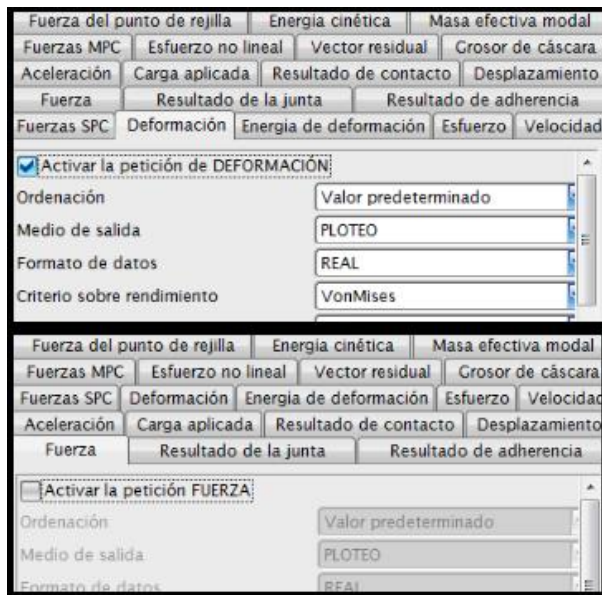 Fuerza del punto de rejilla Energía cinética Masa efectiva modal
Fuerzas MPC Esfuerzo no lineal Vector residual Grosor de cáscara
Aceleración Carga aplicada Resultado de contacto Desplazamiento
Fuerza Resultado de la junta Resultado de adherencia
Fuerzas SPC Deformación Energia de deformación Esfuerzo Velocidad
Activar la petición de DEFORMACIÓN
Ordenación Valor predeterminado
Medio de salida PLOTEO
Formato de datos REAL
Criterio sobre rendimiento VonMises
Fuerza del punto de rejilla Energía cinética Masa efectiva modal
Fuerzas MPC Esfuerzo no lineal Vector residual Grosor de cáscara
Fuerzas SPC Deformación Energia de deformación Esfuerzo Velocidad
Aceleración Carga aplicada Resultado de contacto Desplazamiento
Fuerza Resultado de la junta Resultado de adherencia
Activar la petición FUERZA
Ordenación Valor predeterminado
Medio de salida PLOTEO
Formato de datos REAL